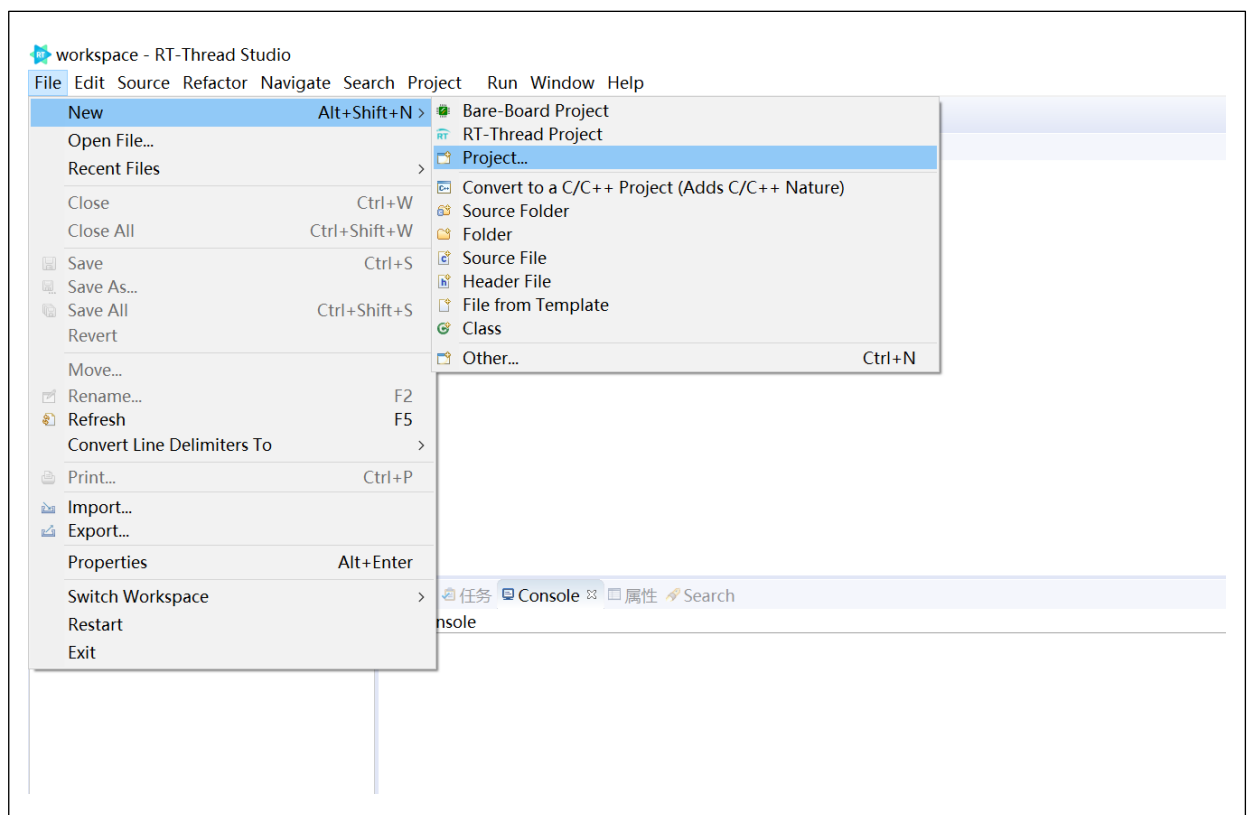 workspace - RT-Thread Studio
File Edit Source Refactor Navigate Search Project Run Window Help
New Alt+Shift+N >
Open File...
Recent Files >
Close Ctrl+W
Close All Ctrl+Shift+W
Save Ctrl+S
Save As...
Save All Ctrl+Shift+S
Revert
Move...
Rename... F2
Refresh F5
Convert Line Delimiters To >
Print... Ctrl+P
Import...
Export...
Properties Alt+Enter
Switch Workspace >
Restart
Exit
Bare-Board Project
RT RT-Thread Project
Project...
Convert to a C/C++ Project (Adds C/C++ Nature)
Source Folder
Folder
Source File
Header File
File from Template
Class
Other... Ctrl+N
任务 Console 属性 Search
nsole